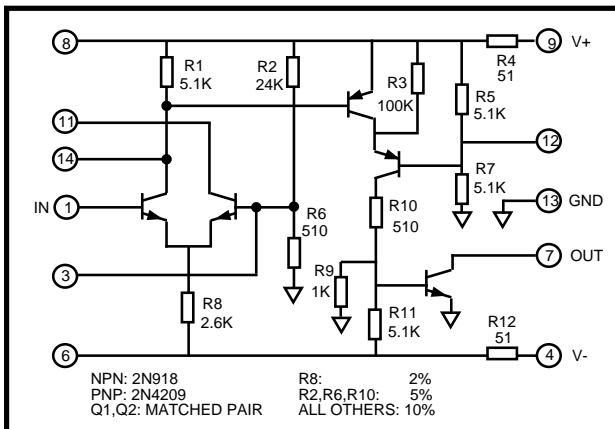 8
9
V+
R4
51
R1
5.1K
R2
24K
R3
100K
R5
5.1K
11
12
14
R7
5.1K
IN
1
13
GND
R6
510
R10
510
7
OUT
3
R9
1K
R8
2.6K
R11
5.1K
R12
51
6
4
V-
NPN: 2N918
PNP: 2N4209
Q1,Q2: MATCHED PAIR
R8: 2%
R2,R6,R10: 5%
ALL OTHERS: 10%